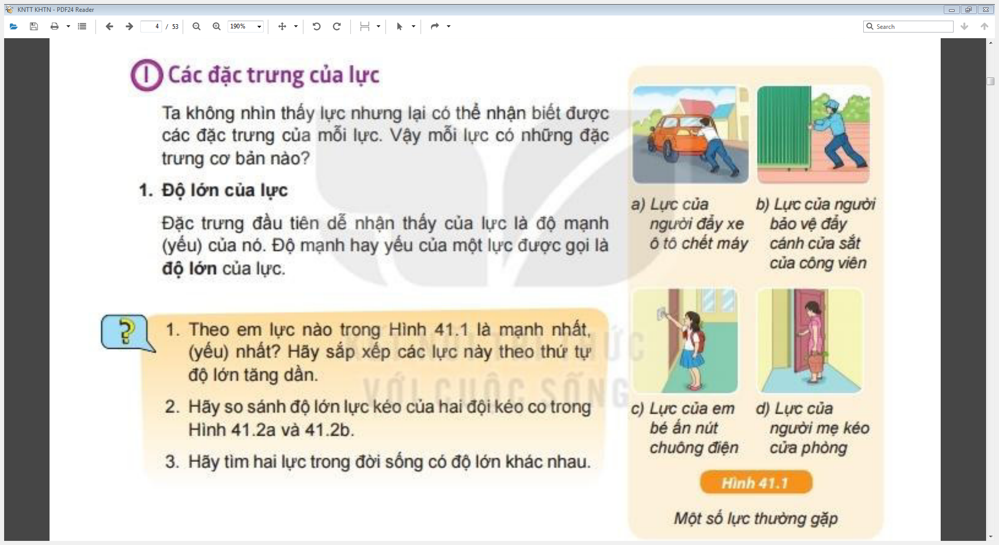 KNTT KHTN - PDF24 Reader
4 / 53
190%
Search
I Các đặc trưng của lực
Ta không nhìn thấy lực nhưng lại có thể nhận biết được
các đặc trưng của mỗi lực. Vậy mỗi lực có những đặc
trưng cơ bản nào?
1. Độ lớn của lực
Đặc trưng đầu tiên dễ nhận thấy của lực là độ mạnh
(yếu) của nó. Độ mạnh hay yếu của một lực được gọi là
độ lớn của lực.
?
1. Theo em lực nào trong Hình 41.1 là mạnh nhất,
(yếu) nhất? Hãy sắp xếp các lực này theo thứ tự
độ lớn tăng dần.
2. Hãy so sánh độ lớn lực kéo của hai đội kéo co trong
Hình 41.2a và 41.2b.
3. Hãy tìm hai lực trong đời sống có độ lớn khác nhau.
a) Lực của
người đẩy xe
ô tô chết máy
b) Lực của người
bảo vệ đẩy
cánh cửa sắt
của công viên
c) Lực của em
bé ấn nút
chuông điện
d) Lực của
người mẹ kéo
cửa phòng
Hình 41.1
Một số lực thường gặp
KẾT NỐI TRI THỨC
VỚI CUỘC SỐNG